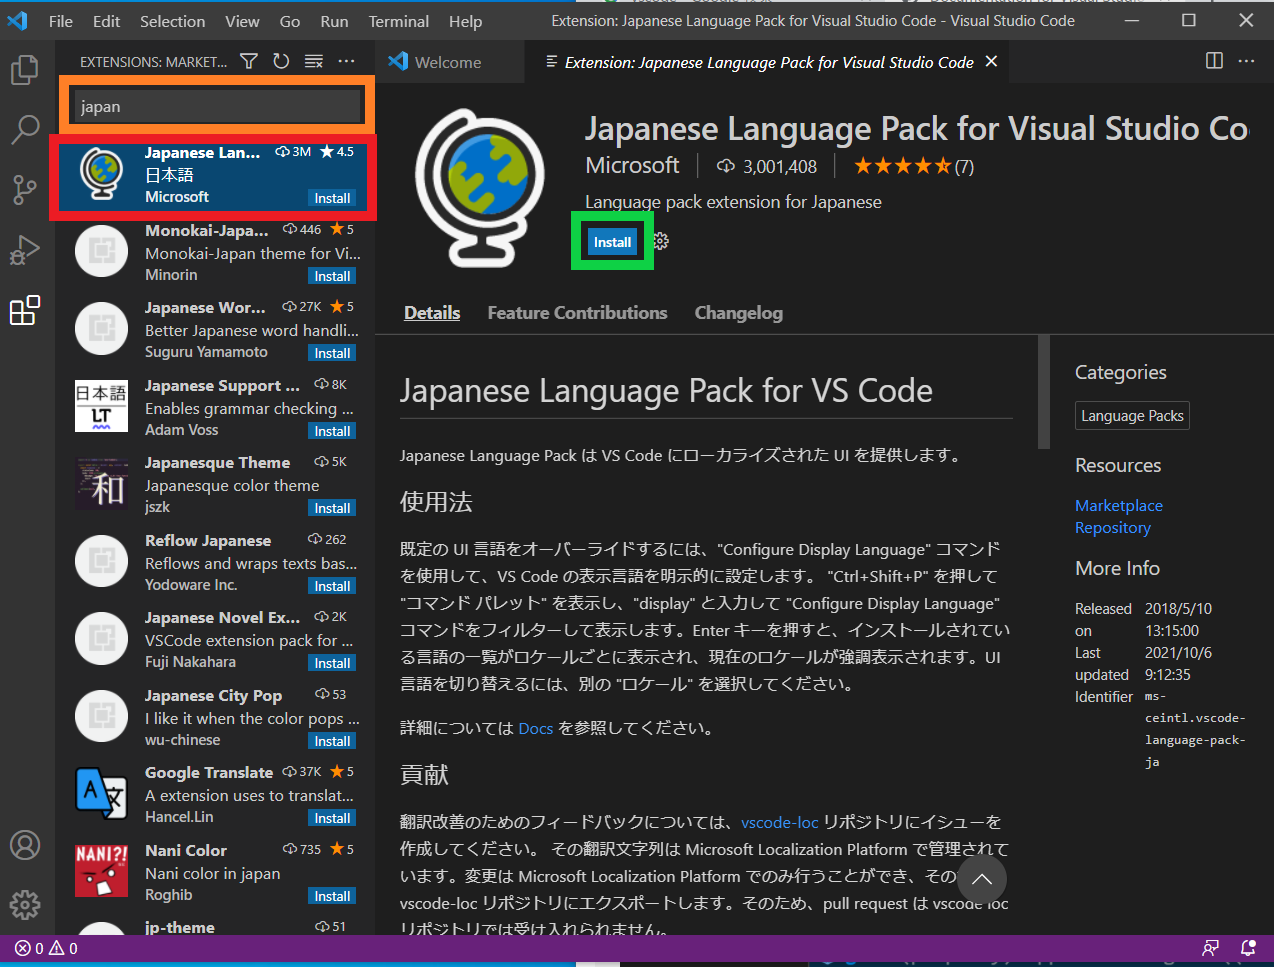 File Edit Selection View Go Run Terminal Help
Extension: Japanese Language Pack for Visual Studio Code - Visual Studio Code
EXTENSIONS: MARKET...
Welcome
Extension: Japanese Language Pack for Visual Studio Code
japan
Japanese Lan... 3M 4.5
日本語
Microsoft Install
Monokai-Japa... 446 5
Monokai-Japan theme for Vi...
Minorin Install
Japanese Wor... 27K 5
Better Japanese word handli...
Suguru Yamamoto Install
日本語
LT
Japanese Support ... 8K
Enables grammar checking ...
Adam Voss Install
和
Japanesque Theme 5K
Japanesque color theme
jszk Install
Reflow Japanese 262
Reflows and wraps texts bas...
Yodoware Inc. Install
Japanese Novel Ex... 2K
VSCode extension pack for ...
Fuji Nakahara Install
Japanese City Pop 53
I like it when the color pops ...
wu-chinese Install
A 文
Google Translate 37K 5
A extension uses to translat...
Hancel.Lin Install
NANI?!
Nani Color 735 5
Nani color in japan
Roghib Install
jp-theme 51
Japanese Language Pack for Visual Studio Co
Microsoft 3,001,408 (7)
Language pack extension for Japanese
Install
Details Feature Contributions Changelog
Japanese Language Pack for VS Code
Japanese Language Pack は VS Code にローカライズされた UI を提供します。
使用法
既定の UI 言語をオーバーライドするには、"Configure Display Language" コマンド
を使用して、VS Code の表示言語を明示的に設定します。 "Ctrl+Shift+P" を押して
"コマンド パレット" を表示し、"display" と入力して "Configure Display Language"
コマンドをフィルターして表示します。Enter キーを押すと、インストールされてい
る言語の一覧がロケールごとに表示され、現在のロケールが強調表示されます。UI
言語を切り替えるには、別の "ロケール" を選択してください。
詳細については Docs を参照してください。
貢献
翻訳改善のためのフィードバックについては、vscode-loc リポジトリにイシューを
作成してください。 その翻訳文字列は Microsoft Localization Platform で管理されて
います。変更は Microsoft Localization Platform でのみ行うことができ、その
vscode-loc リポジトリにエクスポートします。そのため、pull request は vscode-loc
リポジトリでは受け入れられません。
Categories
Language Packs
Resources
Marketplace
Repository
More Info
Released on 2018/5/10 13:15:00
Last updated 2021/10/6 9:12:35
Identifier ms-
ceintl.vscode-
language-pack-
ja
0 0